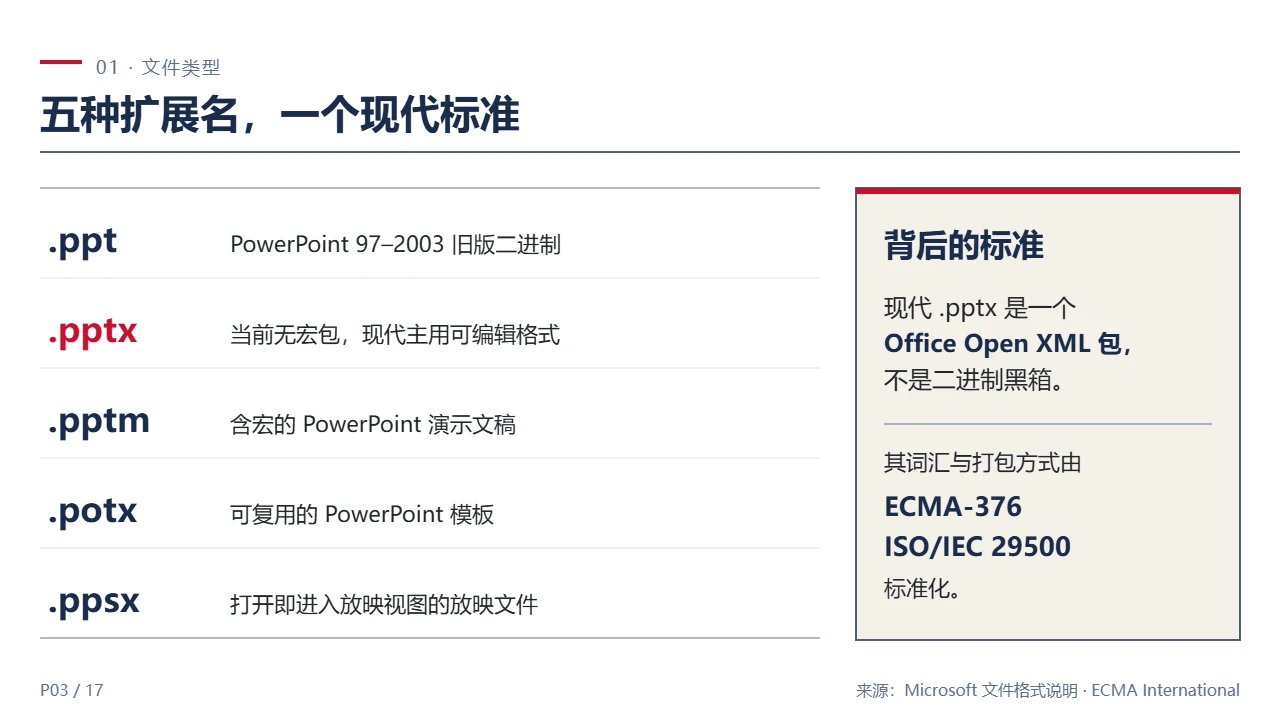 01 · 文件类型
五种扩展名，一个现代标准
.ppt
PowerPoint 97–2003 旧版二进制
.pptx
当前无宏包，现代主用可编辑格式
.pptm
含宏的 PowerPoint 演示文稿
.potx
可复用的 PowerPoint 模板
.ppsx
打开即进入放映视图的放映文件
背后的标准
现代 .pptx 是一个
Office Open XML 包，
不是二进制黑箱。
其词汇与打包方式由
ECMA-376
ISO/IEC 29500
标准化。
P03 / 17
来源：Microsoft 文件格式说明 · ECMA International